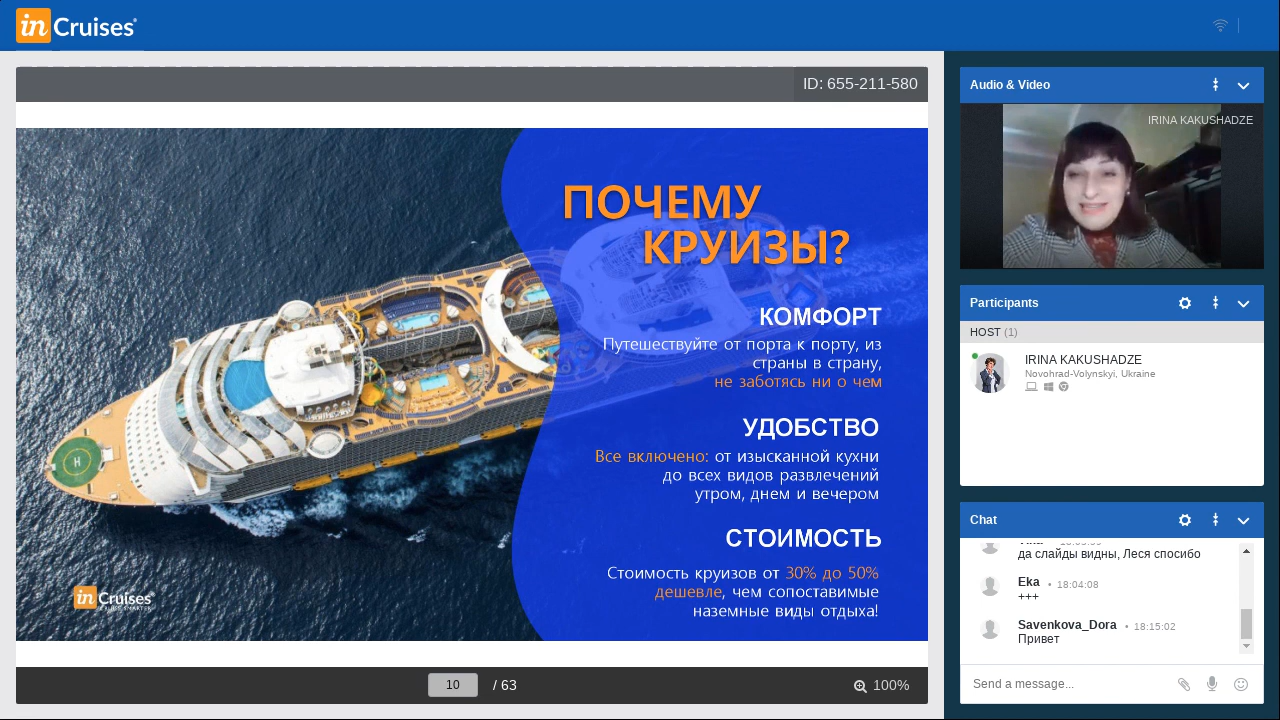 in Cruises
ID: 655-211-580
ПОЧЕМУ
КРУИЗЫ?
КОМФОРТ
Путешествуйте от порта к порту, из
страны в страну,
не заботясь ни о чем
УДОБСТВО
Все включено: от изысканной кухни
до всех видов развлечений
утром, днем и вечером
СТОИМОСТЬ
Стоимость круизов от 30% до 50%
дешевле, чем сопоставимые
наземные виды отдыха!
in Cruises
H
10 / 63
100%
Audio & Video
IRINA KAKUSHADZE
Participants
HOST (1)
IRINA KAKUSHADZE
Novohrad-Volynskyi, Ukraine
Chat
да слайды видны, Леся спосибо
Eka • 18:04:08
+++
Savenkova_Dora • 18:15:02
Привет
Send a message...